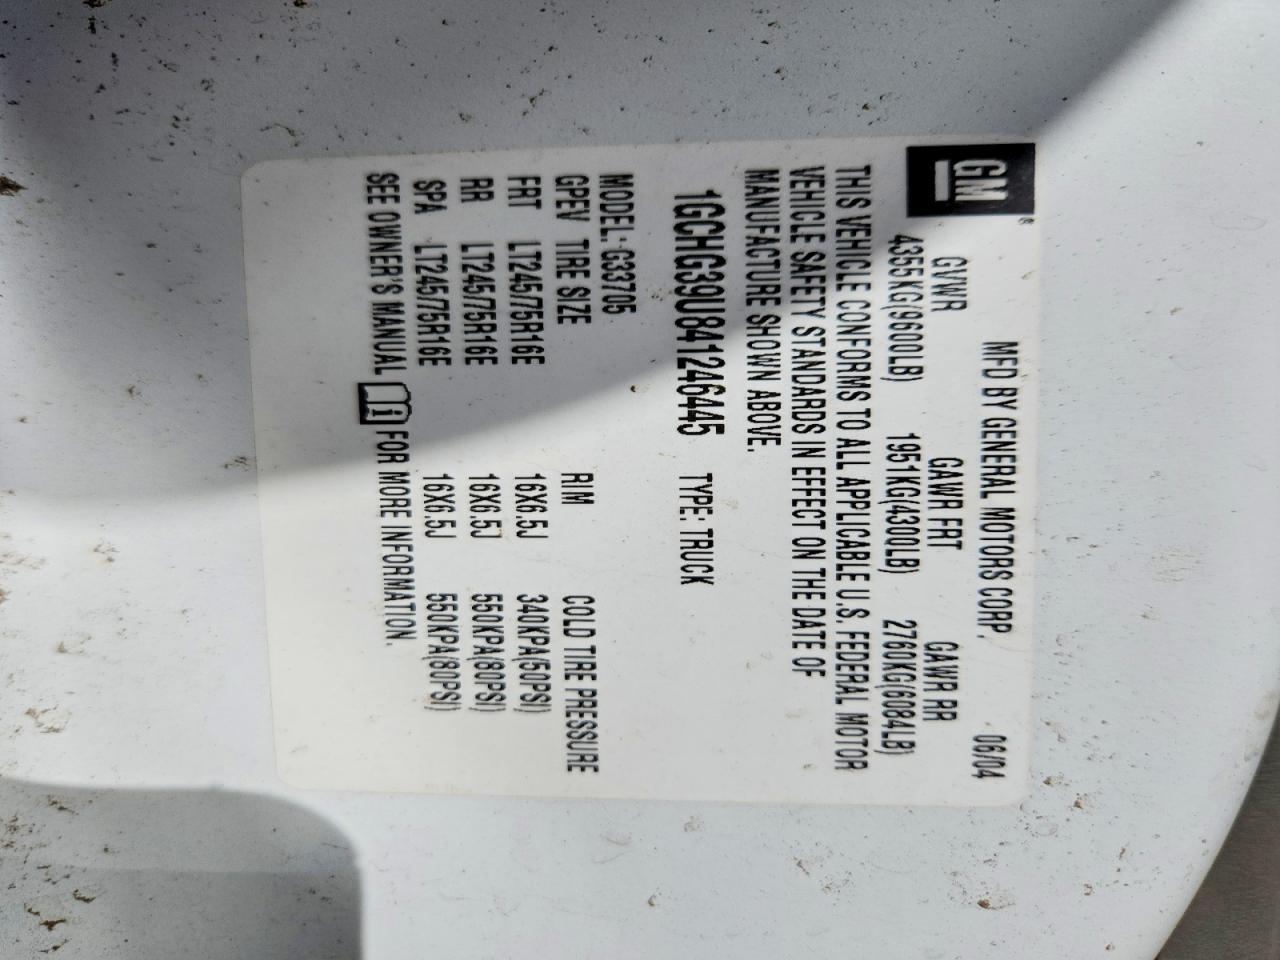 GM®
MFD BY GENERAL MOTORS CORP. 06/04
GVWR GAWR FRT GAWR RR
4355KG(9600LB) 1951KG(4300LB) 2760KG(6084LB)
THIS VEHICLE CONFORMS TO ALL APPLICABLE U.S. FEDERAL MOTOR
VEHICLE SAFETY STANDARDS IN EFFECT ON THE DATE OF
MANUFACTURE SHOWN ABOVE.
1GCHG39U841246445 TYPE: TRUCK
MODEL: G33705
GPEV TIRE SIZE RIM COLD TIRE PRESSURE
FRT LT245/75R16E 16X6.5J 340KPA(50PSI)
RR LT245/75R16E 16X6.5J 550KPA(80PSI)
SPA LT245/75R16E 16X6.5J 550KPA(80PSI)
SEE OWNER'S MANUAL i FOR MORE INFORMATION.